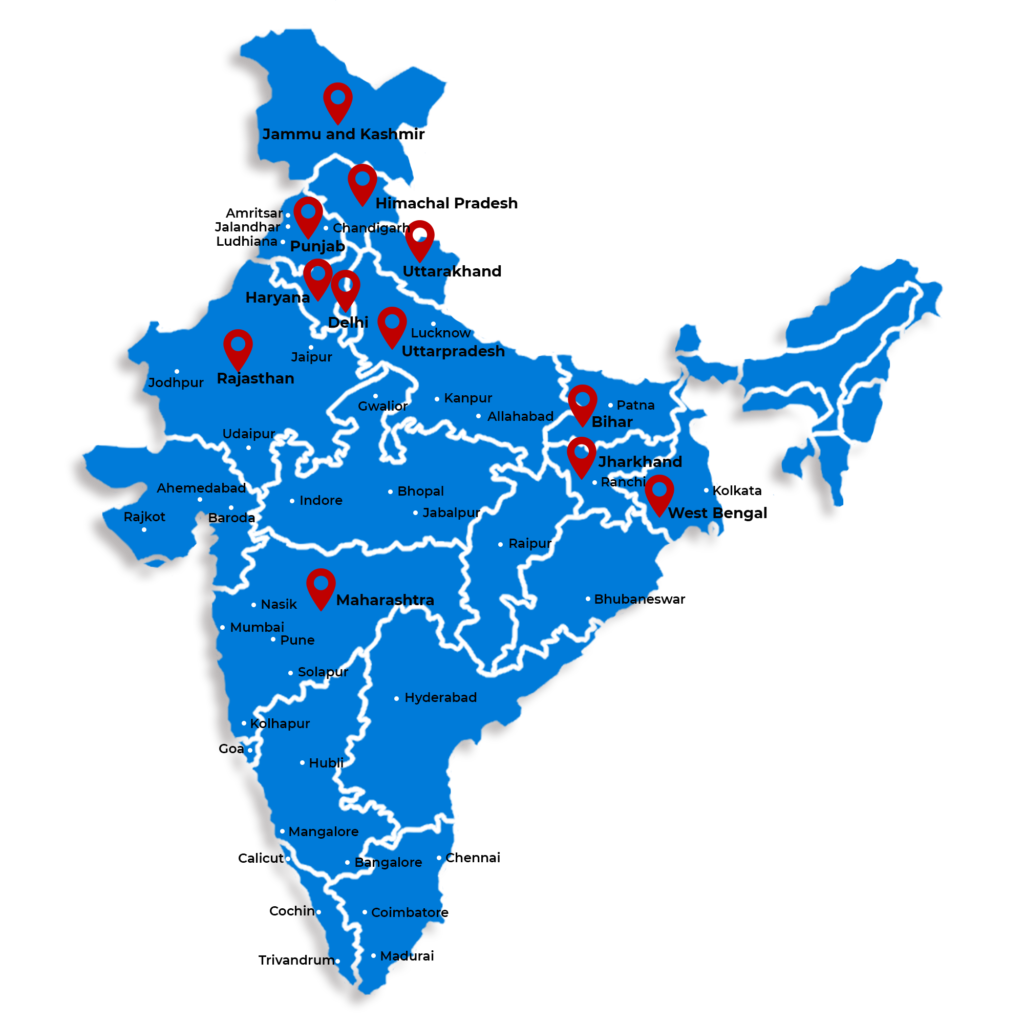 Jammu and Kashmir
Himachal Pradesh
Amritsar
Jalandhar
Chandigarh
Ludhiana
Punjab
Uttarakhand
Haryana
Delhi
Lucknow
Uttarpradesh
Jaipur
Rajasthan
Jodhpur
Kanpur
Gwalior
Patna
Allahabad
Bihar
Udaipur
Jharkhand
Ranchi
Ahemedabad
Bhopal
Kolkata
Indore
Jabalpur
West Bengal
Rajkot
Baroda
Raipur
Bhubaneswar
Maharashtra
Nasik
Mumbai
Pune
Solapur
Hyderabad
Kolhapur
Goa
Hubli
Mangalore
Calicut
Bangalore
Chennai
Cochin
Coimbatore
Madurai
Trivandrum